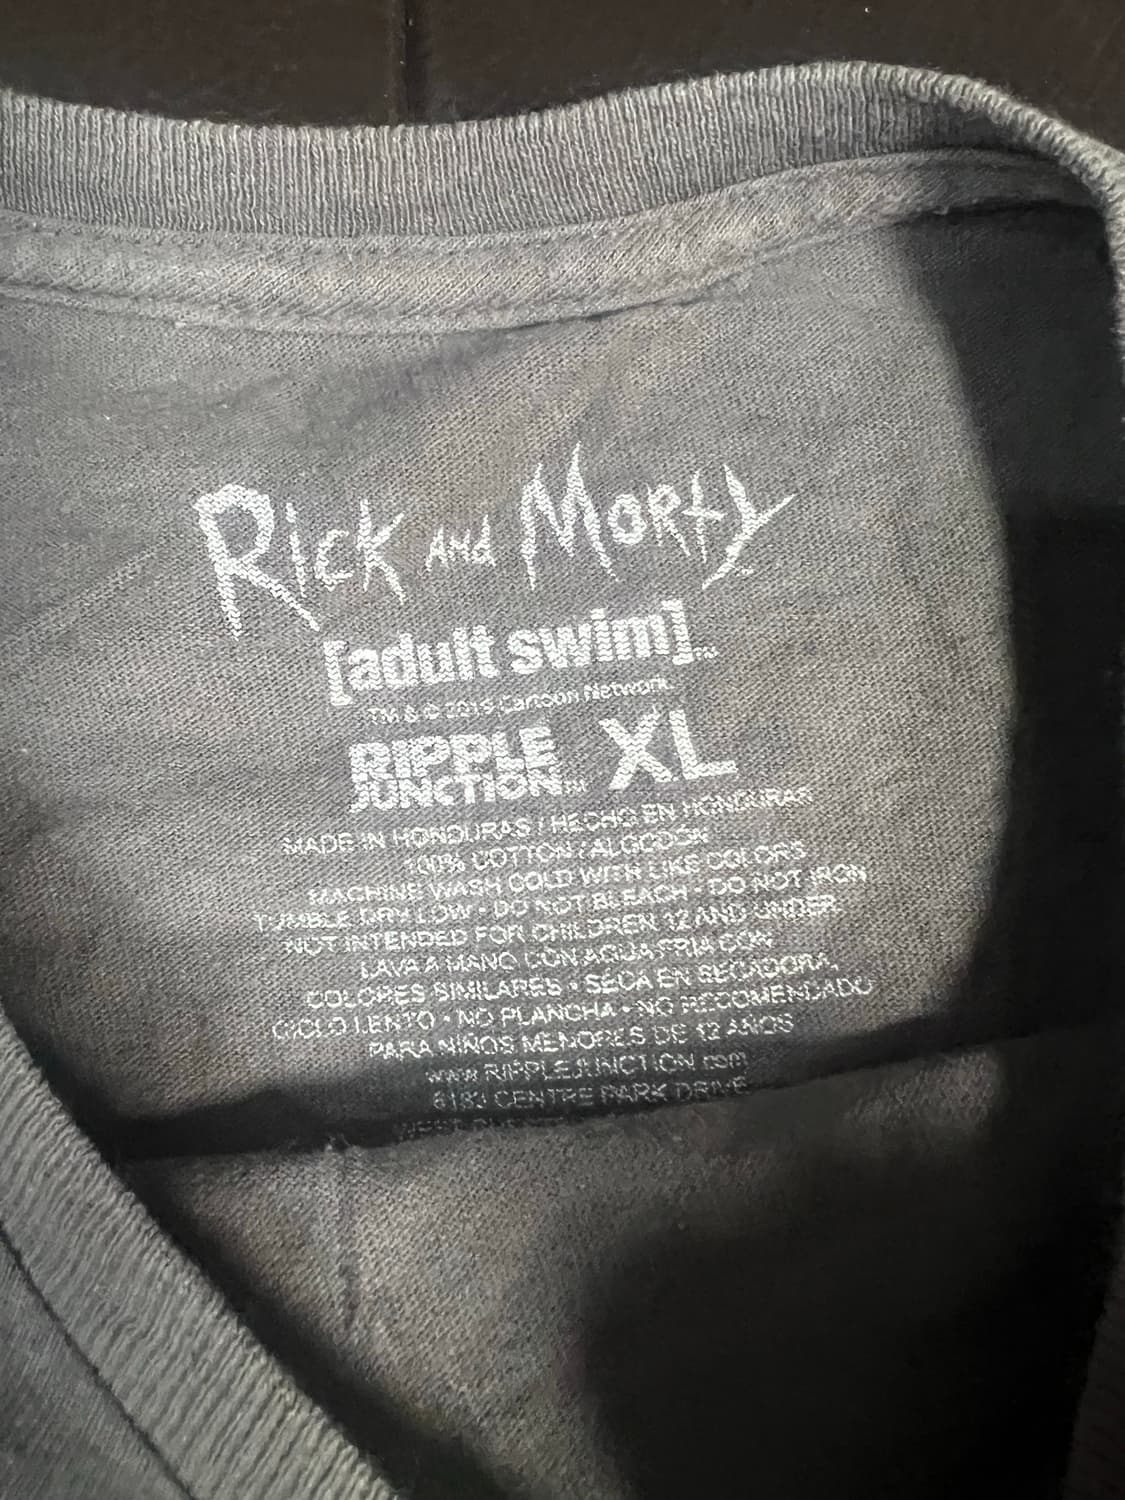 Rick and Morty
[adult swim]™
TM & © 2019 Cartoon Network.
RIPPLE
JUNCTION™ XL
MADE IN HONDURAS / HECHO EN HONDURAS
100% COTTON / ALGODÓN
MACHINE WASH COLD WITH LIKE COLORS
TUMBLE DRY LOW • DO NOT BLEACH • DO NOT IRON
NOT INTENDED FOR CHILDREN 12 AND UNDER.
LAVA A MANO CON AGUA FRIA CON
COLORES SIMILARES • SECA EN SECADORA,
CICLO LENTO • NO PLANCHA • NO RECOMENDADO
PARA NIÑOS MENORES DE 12 AÑOS
www.RIPPLEJUNCTION.com
CENTRE PARK DRIVE